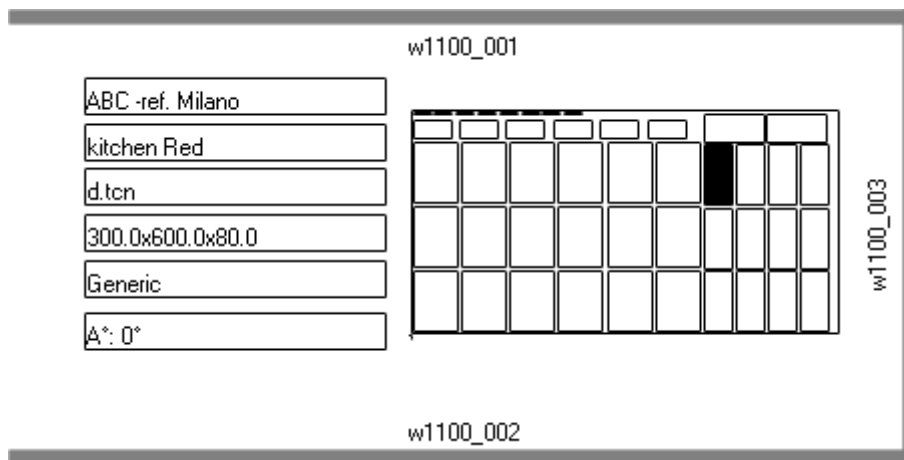 w1100_001
ABC -ref. Milano
kitchen Red
d.tcn
300.0x600.0x80.0
Generic
A°: 0°
w1100_003
w1100_002